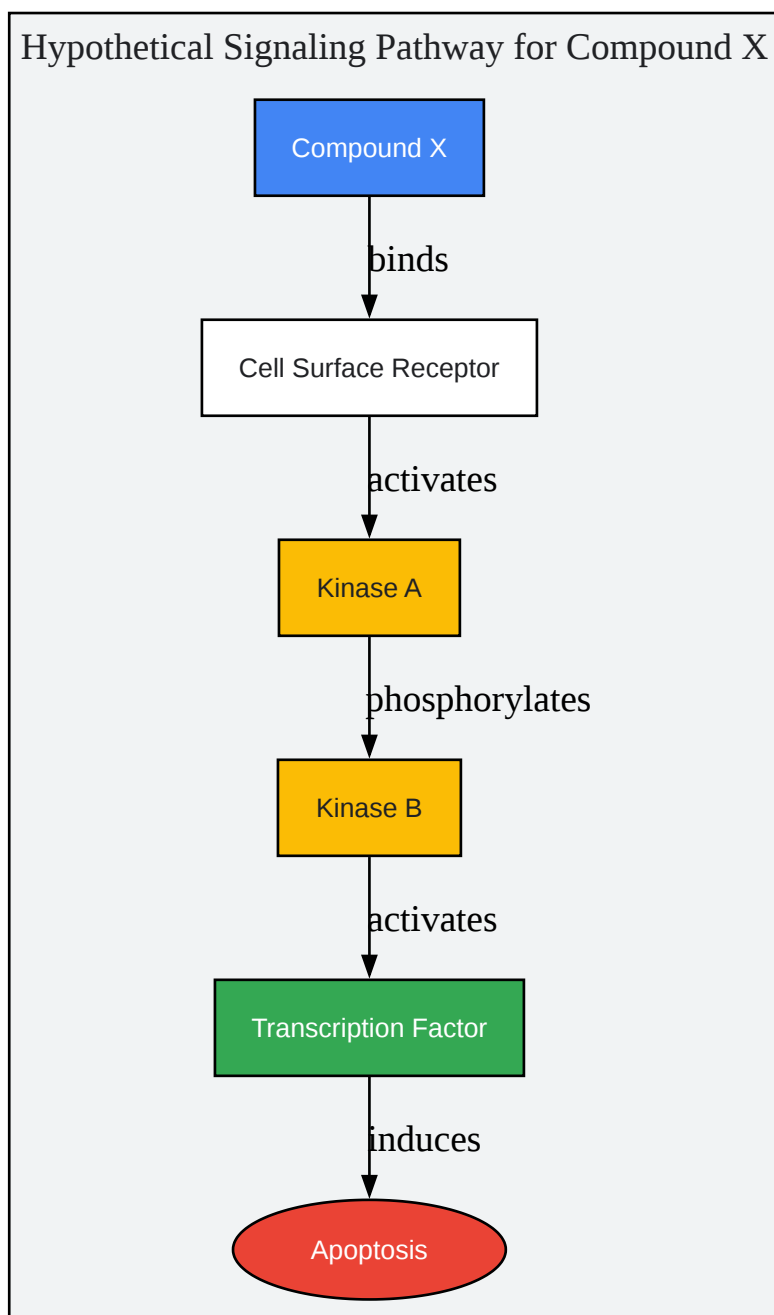 Hypothetical Signaling Pathway for Compound X
Compound X
binds
Cell Surface Receptor
activates
Kinase A
phosphorylates
Kinase B
activates
Transcription Factor
induces
Apoptosis